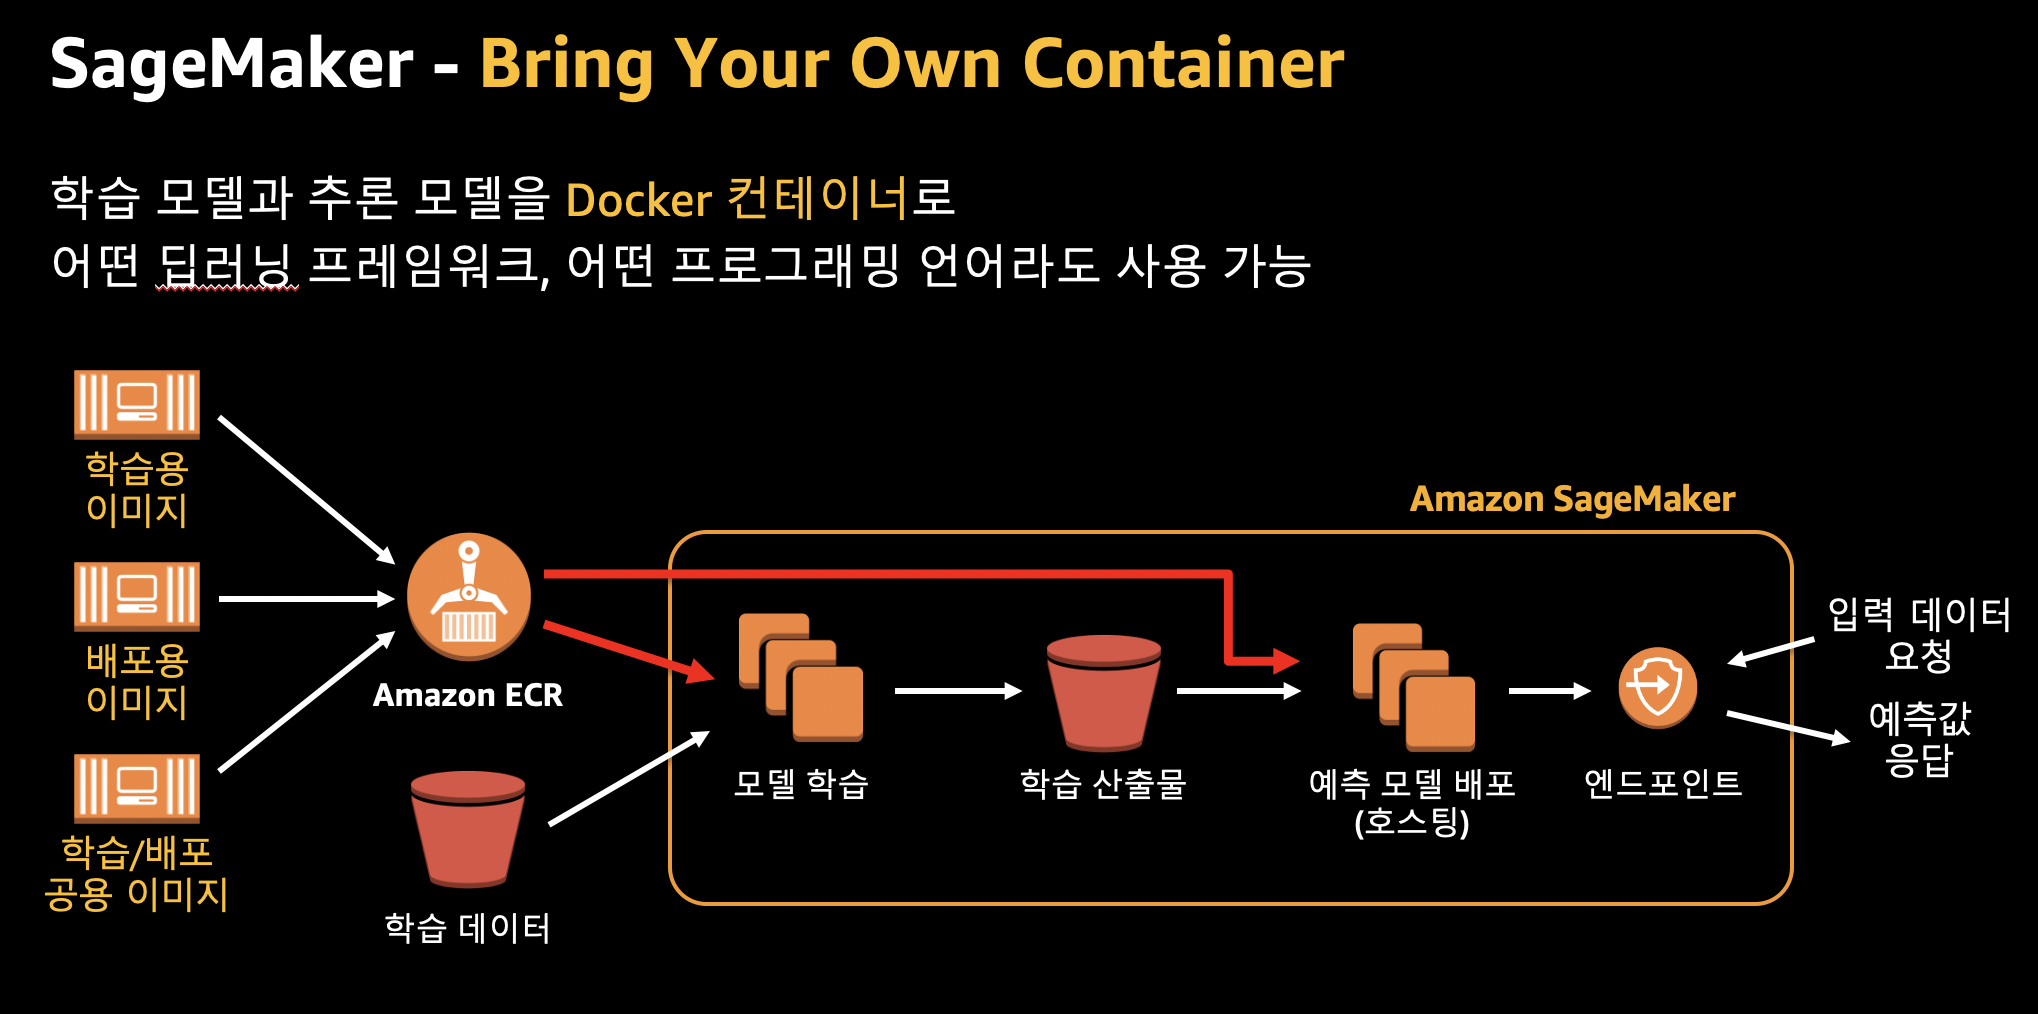 SageMaker - Bring Your Own Container
학습 모델과 추론 모델을 Docker 컨테이너로
어떤 딥러닝 프레임워크, 어떤 프로그래밍 언어라도 사용 가능
학습용
이미지
배포용
이미지
학습/배포
공용 이미지
Amazon ECR
학습 데이터
Amazon SageMaker
모델 학습
학습 산출물
예측 모델 배포
(호스팅)
엔드포인트
입력 데이터
요청
예측값
응답